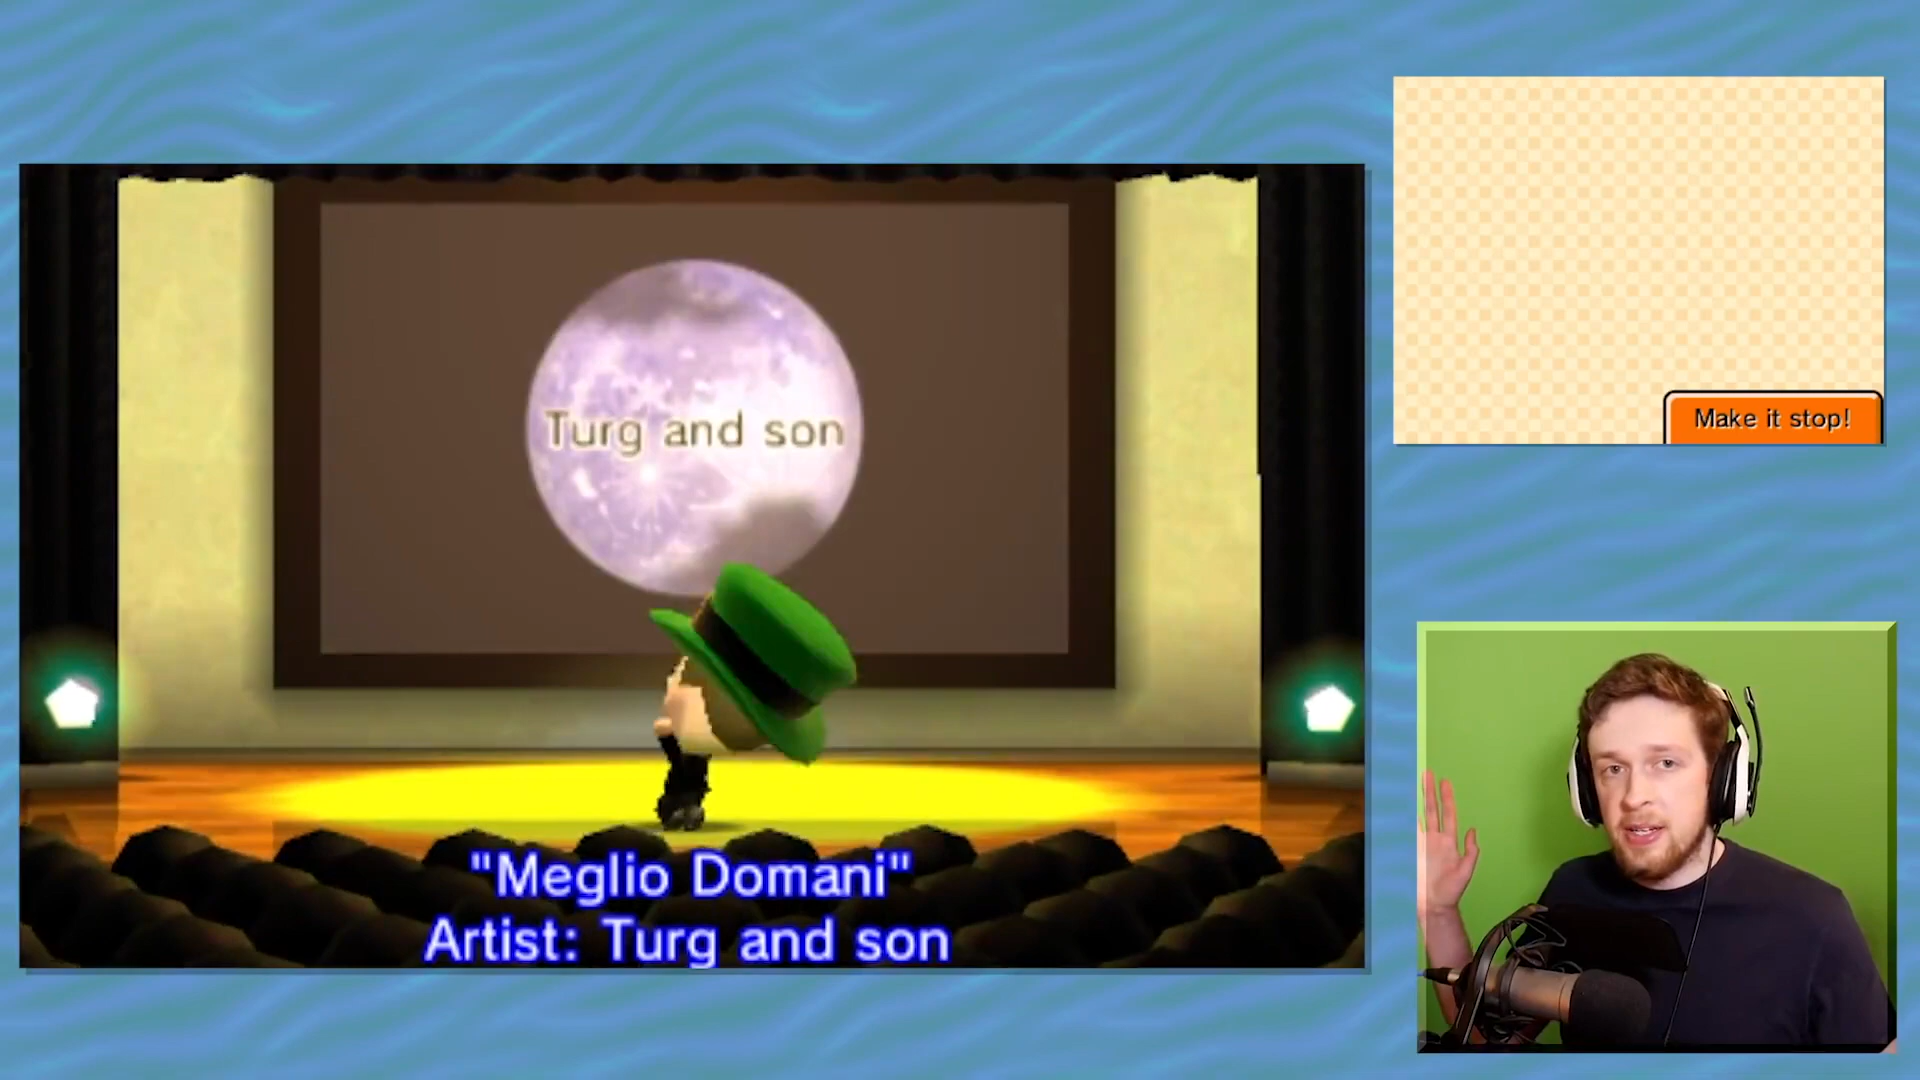 Turg and son
"Meglio Domani"
Artist: Turg and son
Make it stop!